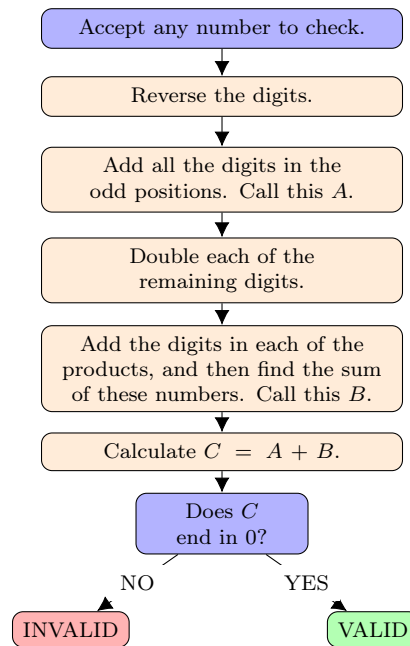 Accept any number to check.
Reverse the digits.
Add all the digits in the
odd positions. Call this A.
Double each of the
remaining digits.
Add the digits in each of the
products, and then find the sum
of these numbers. Call this B.
Calculate C = A + B.
Does C
end in 0?
NO
YES
INVALID
VALID